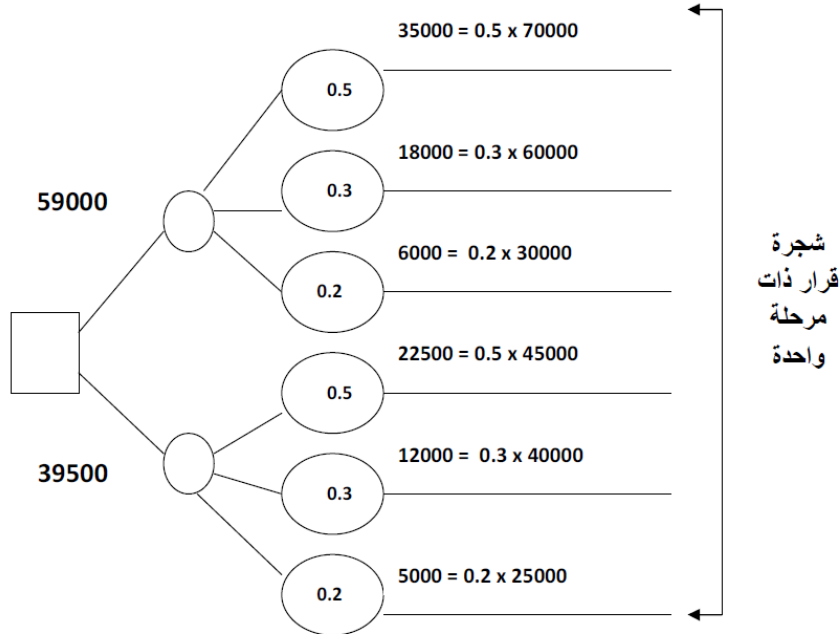 35000 = 0.5 x 70000
0.5
18000 = 0.3 x 60000
0.3
59000
6000 = 0.2 x 30000
0.2
22500 = 0.5 x 45000
0.5
39500
12000 = 0.3 x 40000
0.3
5000 = 0.2 x 25000
0.2
شجرة
قرار ذات
مرحلة
واحدة